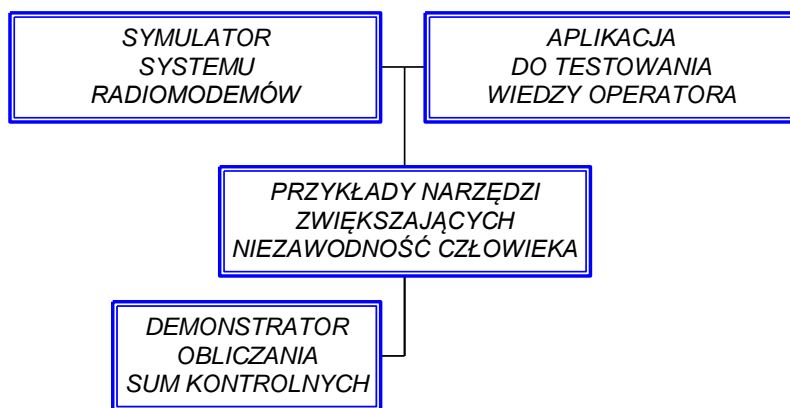 SYMULATOR
SYSTEMU
RADIOMODEMÓW
APLIKACJA
DO TESTOWANIA
WIEDZY OPERATORA
PRZYKŁADY NARZĘDZI
ZWIĘKSZAJĄCYCH
NIEZAWODNOŚĆ CZŁOWIEKA
DEMONSTRATOR
OBLICZANIA
SUM KONTROLNYCH